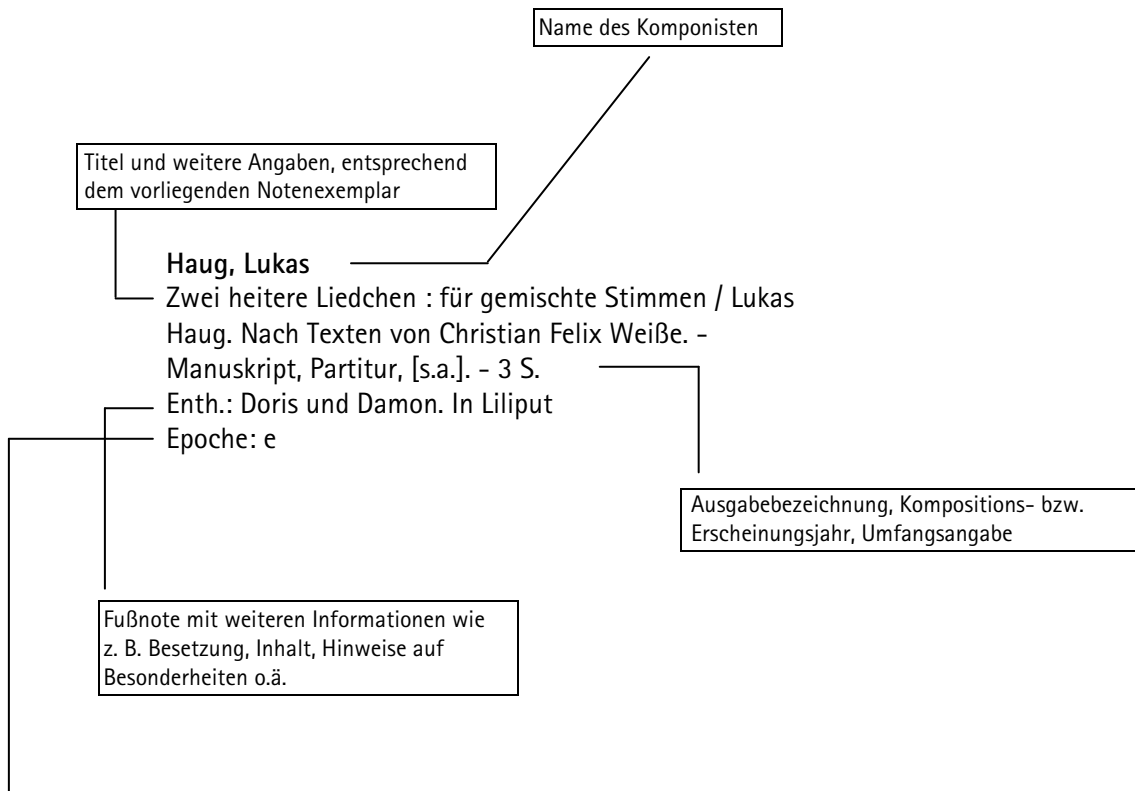 Name des Komponisten
Titel und weitere Angaben, entsprechend
dem vorliegenden Notenexemplar
Haug, Lukas
Zwei heitere Liedchen : für gemischte Stimmen / Lukas
Haug. Nach Texten von Christian Felix Weiße. -
Manuskript, Partitur, [s.a.]. - 3 S.
Enth.: Doris und Damon. In Liliput
Epoche: e
Ausgabebezeichnung, Kompositions- bzw.
Erscheinungsjahr, Umfangsangabe
Fußnote mit weiteren Informationen wie
z. B. Besetzung, Inhalt, Hinweise auf
Besonderheiten o.ä.